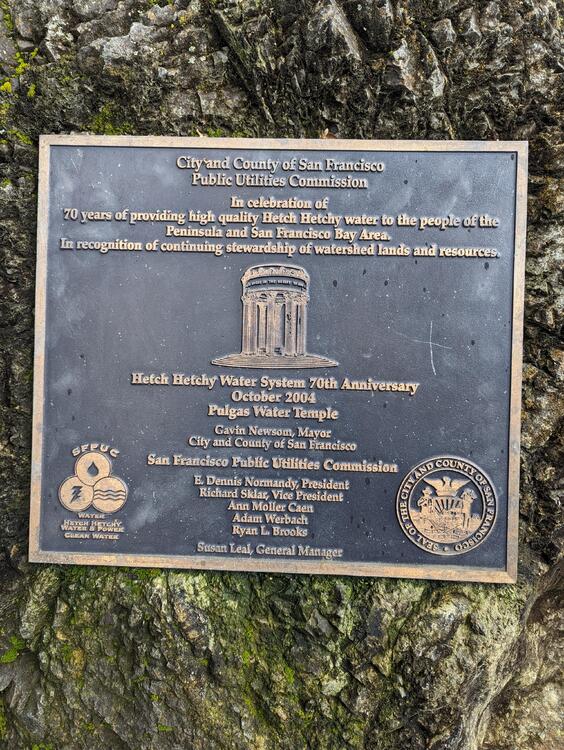 City and County of San Francisco
Public Utilities Commission
In celebration of
70 years of providing high quality Hetch Hetchy water to the people of the
Peninsula and San Francisco Bay Area.
In recognition of continuing stewardship of watershed lands and resources.
Hetch Hetchy Water System 70th Anniversary
October 2004
Pulgas Water Temple
Gavin Newsom, Mayor
City and County of San Francisco
San Francisco Public Utilities Commission
E. Dennis Normandy, President
Richard Sklar, Vice President
Ann Moller Caen
Adam Werbach
Ryan L. Brooks
Susan Leal, General Manager
SFPUC
WATER
HETCH HETCHY
WATER & POWER
CLEAN WATER
SEAL OF THE CITY AND COUNTY OF SAN FRANCISCO